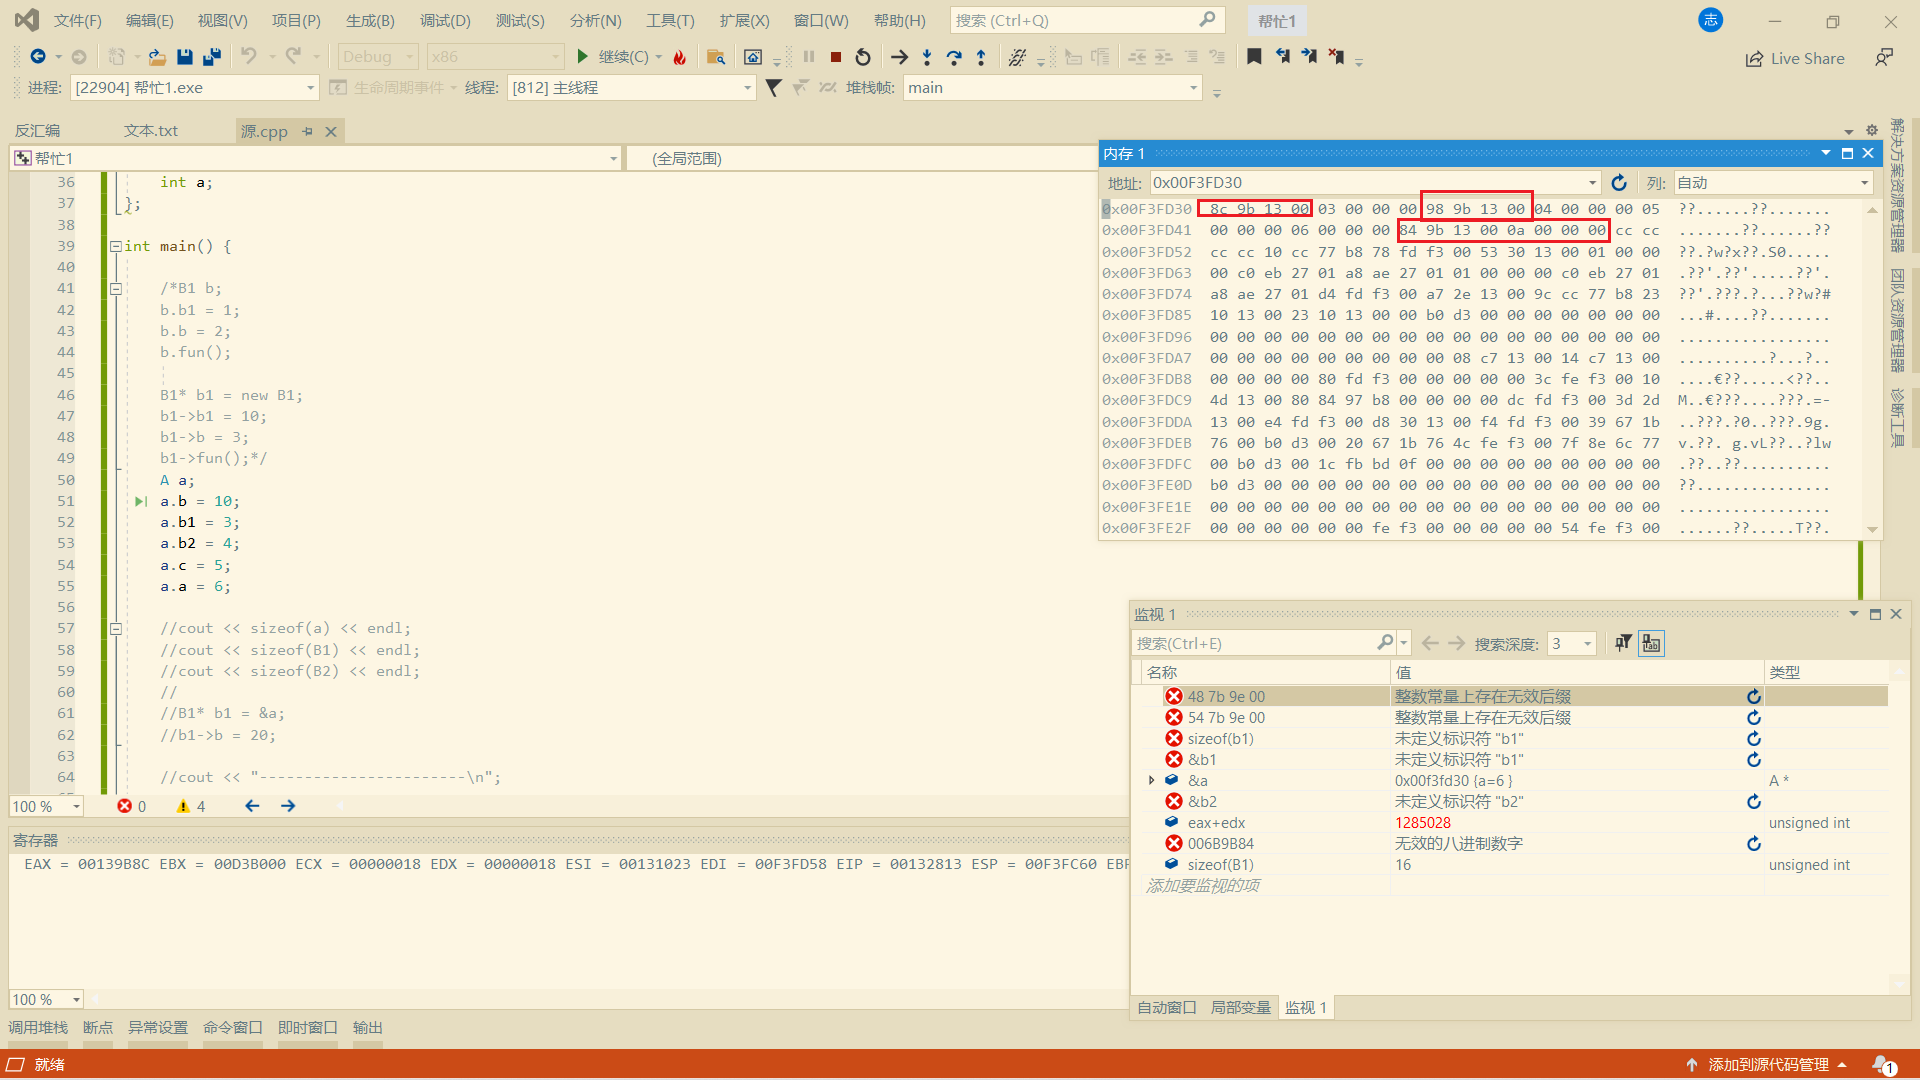 文件(F) 编辑(E) 视图(V) 项目(P) 生成(B) 调试(D) 测试(S) 分析(N) 工具(T) 扩展(X) 窗口(W) 帮助(H) 搜索 (Ctrl+Q) 帮忙1 志
Debug x86 继续(C) Live Share
进程: [22904] 帮忙1.exe 生命周期事件 线程: [812] 主线程 堆栈帧: main
反汇编 文本.txt 源.cpp
帮忙1 (全局范围)
36 int a;
37 };
38
39 int main() {
40
41 /*B1 b;
42 b.b1 = 1;
43 b.b = 2;
44 b.fun();
45
46 B1* b1 = new B1;
47 b1->b1 = 10;
48 b1->b = 3;
49 b1->fun();*/
50 A a;
51 a.b = 10;
52 a.b1 = 3;
53 a.b2 = 4;
54 a.c = 5;
55 a.a = 6;
56
57 //cout << sizeof(a) << endl;
58 //cout << sizeof(B1) << endl;
59 //cout << sizeof(B2) << endl;
60 //
61 //B1* b1 = &a;
62 //b1->b = 20;
63
64 //cout << "-----------------------\n";
100 % 0 4
内存 1
地址: 0x00F3FD30 列: 自动
0x00F3FD30 8c 9b 13 00 03 00 00 00 98 9b 13 00 04 00 00 00 05 ??......??.......
0x00F3FD41 00 00 00 06 00 00 00 84 9b 13 00 0a 00 00 00 cc cc .......??......??
0x00F3FD52 cc cc 10 cc 77 b8 78 fd f3 00 53 30 13 00 01 00 00 ??.?w?x??.S0.....
0x00F3FD63 00 c0 eb 27 01 a8 ae 27 01 01 00 00 00 c0 eb 27 01 .??'.??'.....??'.
0x00F3FD74 a8 ae 27 01 d4 fd f3 00 a7 2e 13 00 9c cc 77 b8 23 ??'.???.?...??w?#
0x00F3FD85 10 13 00 23 10 13 00 00 b0 d3 00 00 00 00 00 00 00 ...#....??.......
0x00F3FD96 00 00 00 00 00 00 00 00 00 00 00 00 00 00 00 00 00 .................
0x00F3FDA7 00 00 00 00 00 00 00 00 00 08 c7 13 00 14 c7 13 00 ..........?...?..
0x00F3FDB8 00 00 00 00 80 fd f3 00 00 00 00 00 3c fe f3 00 10 ....€??.....<??..
0x00F3FDC9 4d 13 00 80 84 97 b8 00 00 00 00 dc fd f3 00 3d 2d M..€???....???.=-
0x00F3FDDA 13 00 e4 fd f3 00 d8 30 13 00 f4 fd f3 00 39 67 1b ..???.?0..???.9g.
0x00F3FDEB 76 00 b0 d3 00 20 67 1b 76 4c fe f3 00 7f 8e 6c 77 v.??. g.vL??..?lw
0x00F3FDFC 00 b0 d3 00 1c fb bd 0f 00 00 00 00 00 00 00 00 00 .??..??..........
0x00F3FE0D b0 d3 00 00 00 00 00 00 00 00 00 00 00 00 00 00 00 ??...............
0x00F3FE1E 00 00 00 00 00 00 00 00 00 00 00 00 00 00 00 00 00 .................
0x00F3FE2F 00 00 00 00 00 00 fe f3 00 00 00 00 00 54 fe f3 00 ......??.....T??.
解决方案资源管理器
团队资源管理器
诊断工具
监视 1
搜索(Ctrl+E) 搜索深度: 3
名称 值 类型
48 7b 9e 00 整数常量上存在无效后缀
54 7b 9e 00 整数常量上存在无效后缀
sizeof(b1) 未定义标识符 "b1"
&b1 未定义标识符 "b1"
&a 0x00f3fd30 {a=6 } A *
&b2 未定义标识符 "b2"
eax+edx 1285028 unsigned int
006B9B84 无效的八进制数字
sizeof(B1) 16 unsigned int
添加要监视的项
自动窗口 局部变量 监视 1
寄存器
EAX = 00139B8C EBX = 00D3B000 ECX = 00000018 EDX = 00000018 ESI = 00131023 EDI = 00F3FD58 EIP = 00132813 ESP = 00F3FC60 EBP
100 %
调用堆栈 断点 异常设置 命令窗口 即时窗口 输出
就绪 添加到源代码管理 1